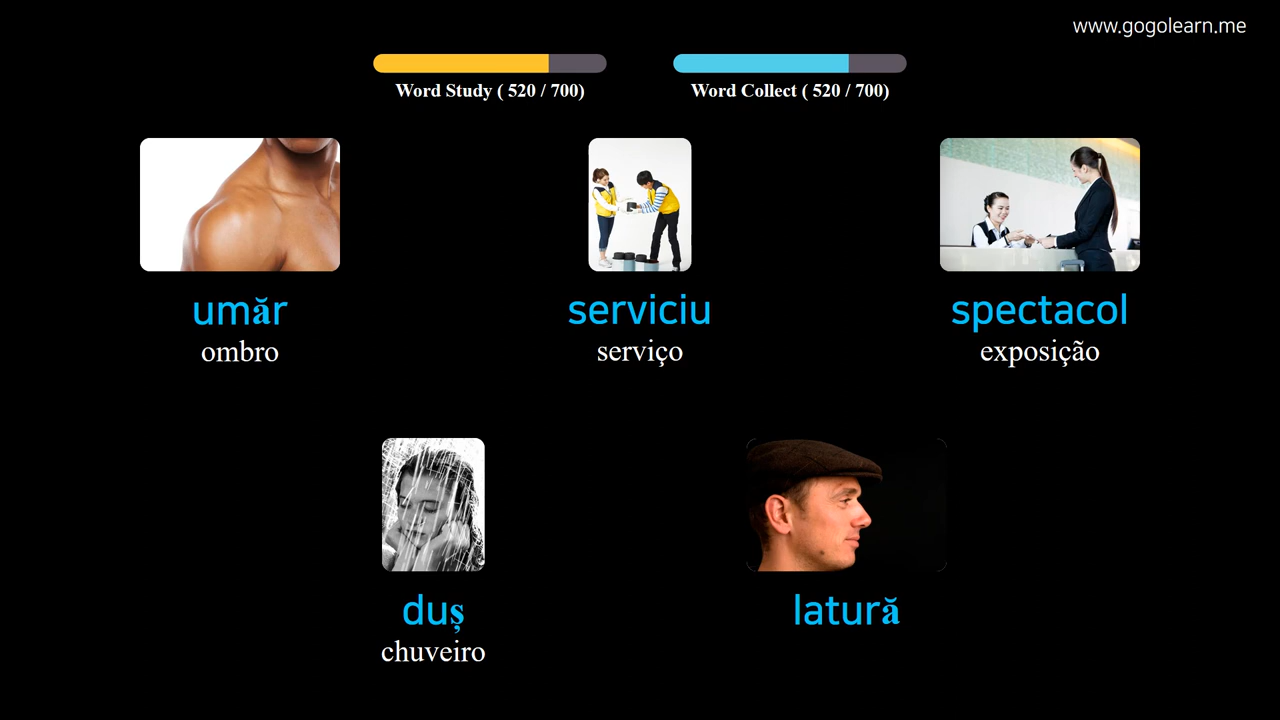 www.gogolearn.me
Word Study ( 520 / 700)
Word Collect ( 520 / 700)
umăr
ombro
serviciu
serviço
spectacol
exposição
duș
chuveiro
latură